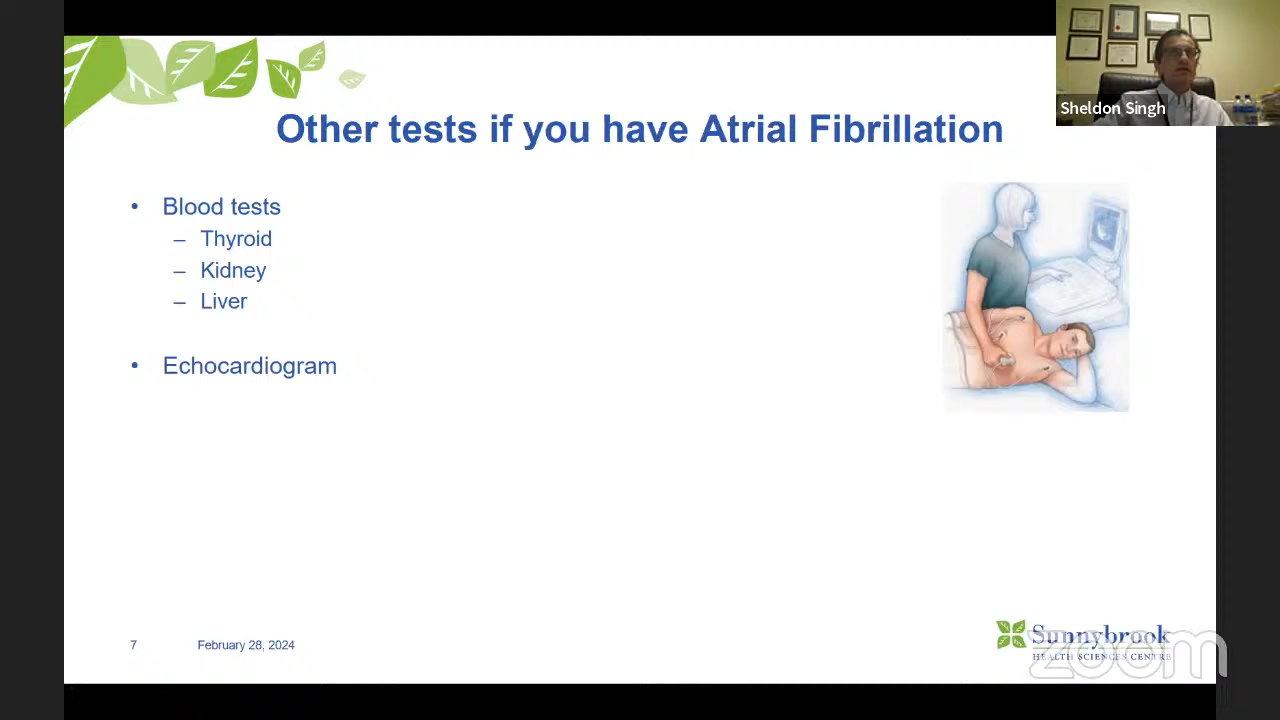 Sheldon Singh
Other tests if you have Atrial Fibrillation
• Blood tests
– Thyroid
– Kidney
– Liver
• Echocardiogram
7 February 28, 2024
Sunnybrook
HEALTH SCIENCES CENTRE
zoom